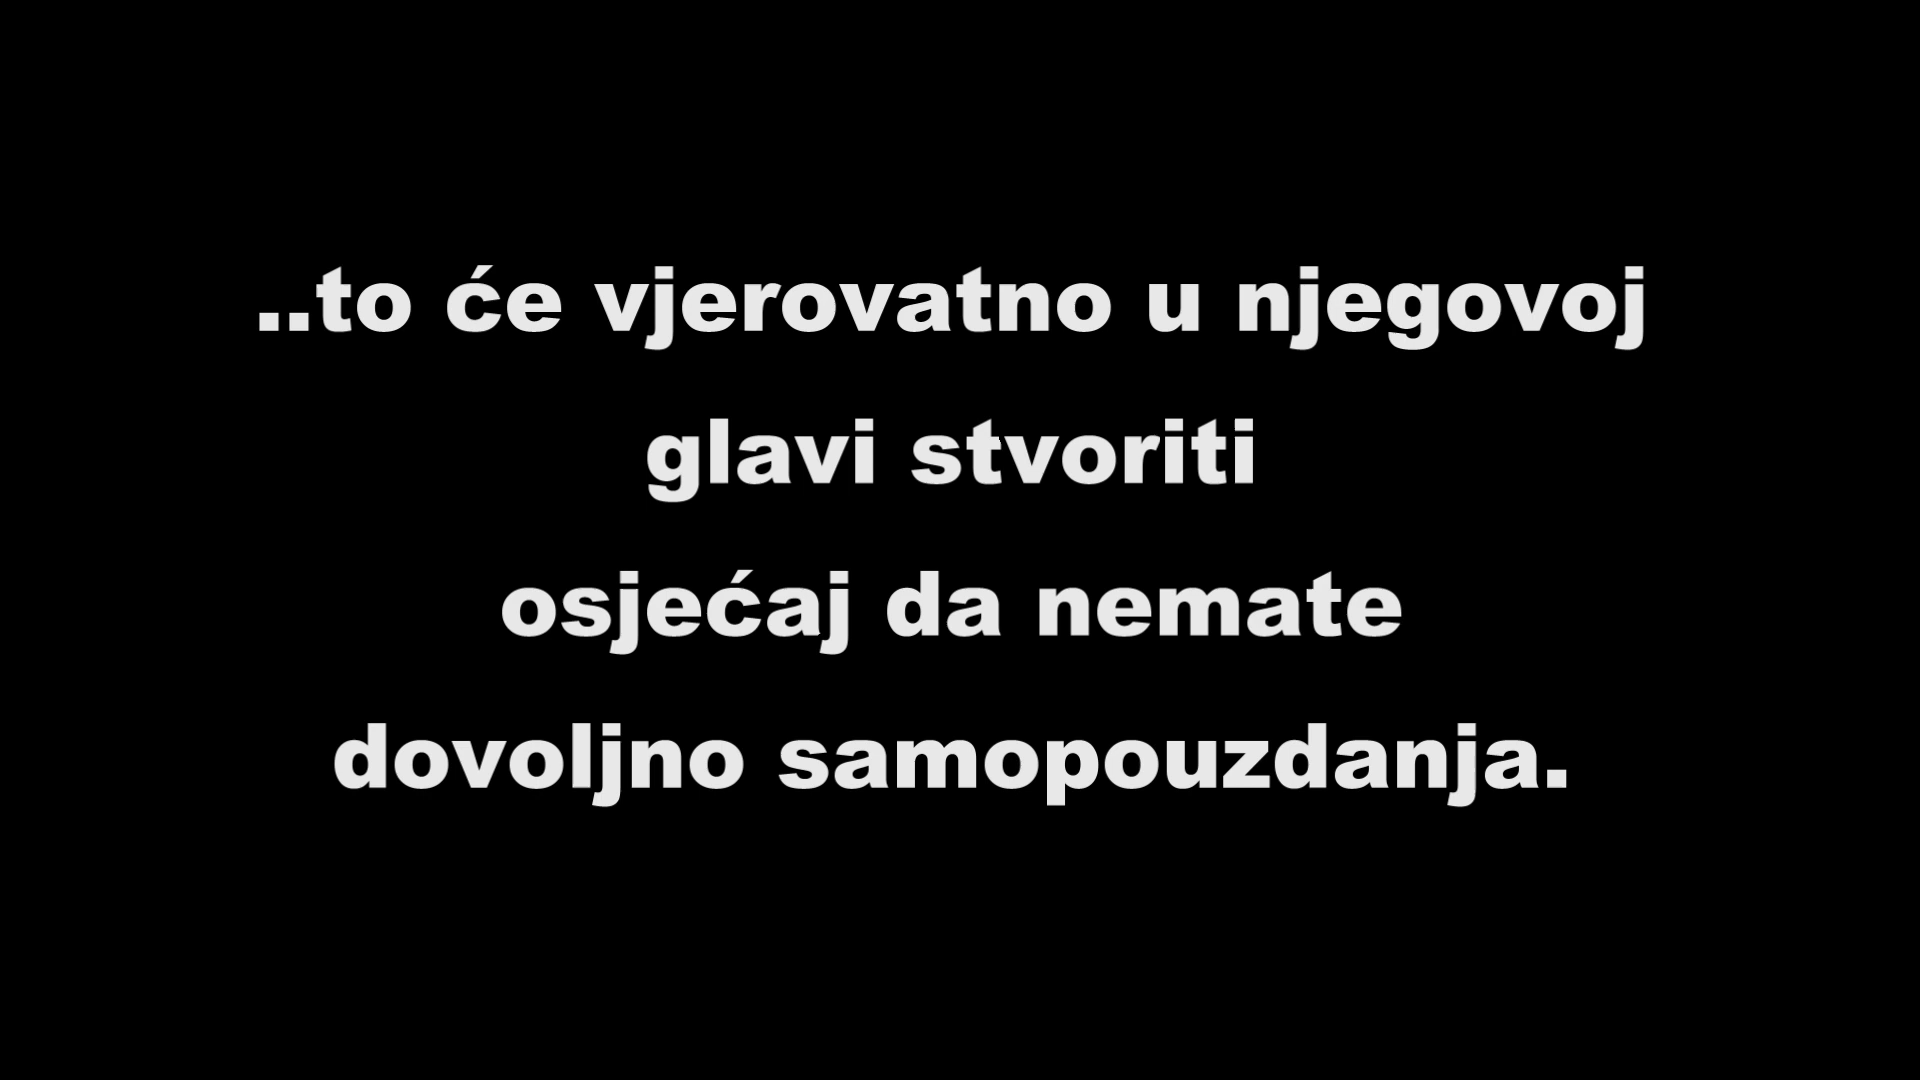 ..to će vjerovatno u njegovoj
glavi stvoriti
osjećaj da nemate
dovoljno samopouzdanja.